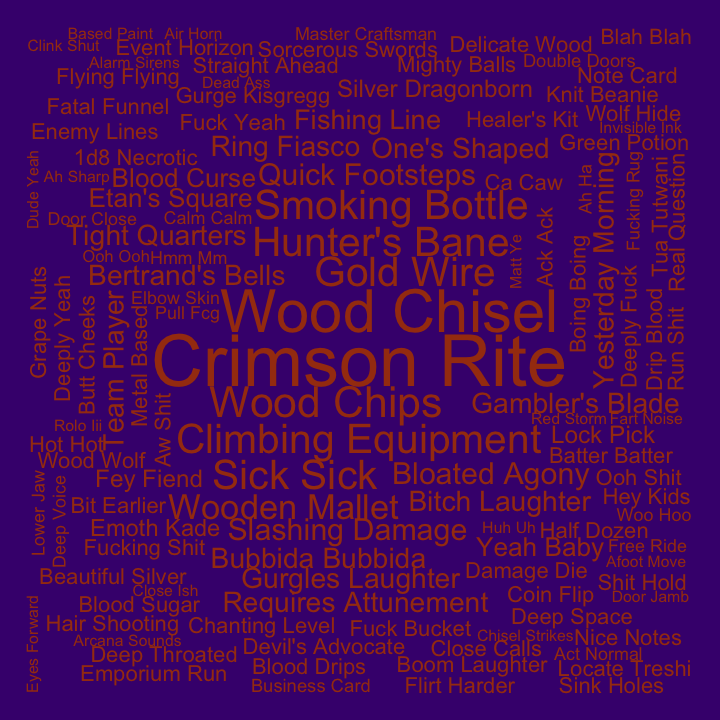 Based Paint
Air Horn
Master Craftsman
Clink Shut
Event Horizon
Sorcerous Swords
Delicate Wood
Blah Blah
Alarm Sirens
Straight Ahead
Mighty Balls
Double Doors
Flying Flying
Dead Ass
Silver Dragonborn
Note Card
Gurge Kisgregg
Knit Beanie
Fatal Funnel
Fuck Yeah
Fishing Line
Healer's Kit
Wolf Hide
Enemy Lines
Invisible Ink
Ring Fiasco
One's Shaped
Green Potion
1d8 Necrotic
Dude Yeah
Ah Sharp
Blood Curse
Quick Footsteps
Ca Caw
Ah Ha
Yesterday Morning
Fucking Rug
Tua Tutwani
Real Question
Etan's Square
Smoking Bottle
Door Close
Calm Calm
Tight Quarters
Hunter's Bane
Matt Ye
Ack Ack
Boing Boing
Ooh Ooh
Hmm Mm
Bertrand's Bells
Gold Wire
Deeply Fuck
Drip Blood
Run Shit
Grape Nuts
Deeply Yeah
Butt Cheeks
Team Player
Metal Based
Elbow Skin
Pull Fcg
Wood Chisel
Crimson Rite
Wood Chips
Gambler's Blade
Aw Shit
Red Storm
Fart Noise
Rolo Iii
Climbing Equipment
Lock Pick
Hot Hot
Wood Wolf
Batter Batter
Fey Fiend
Sick Sick
Bloated Agony
Ooh Shit
Lower Jaw
Deep Voice
Bit Earlier
Wooden Mallet
Bitch Laughter
Hey Kids
Woo Hoo
Emoth Kade
Slashing Damage
Huh Uh
Half Dozen
Fucking Shit
Bubbida Bubbida
Yeah Baby
Free Ride
Afoot Move
Beautiful Silver
Gurgles Laughter
Damage Die
Shit Hold
Close Ish
Blood Sugar
Requires Attunement
Coin Flip
Door Jamb
Eyes Forward
Hair Shooting
Chanting Level
Fuck Bucket
Deep Space
Arcana Sounds
Chisel Strikes
Nice Notes
Deep Throated
Devil's Advocate
Close Calls
Act Normal
Emporium Run
Blood Drips
Boom Laughter
Locate Treshi
Business Card
Flirt Harder
Sink Holes